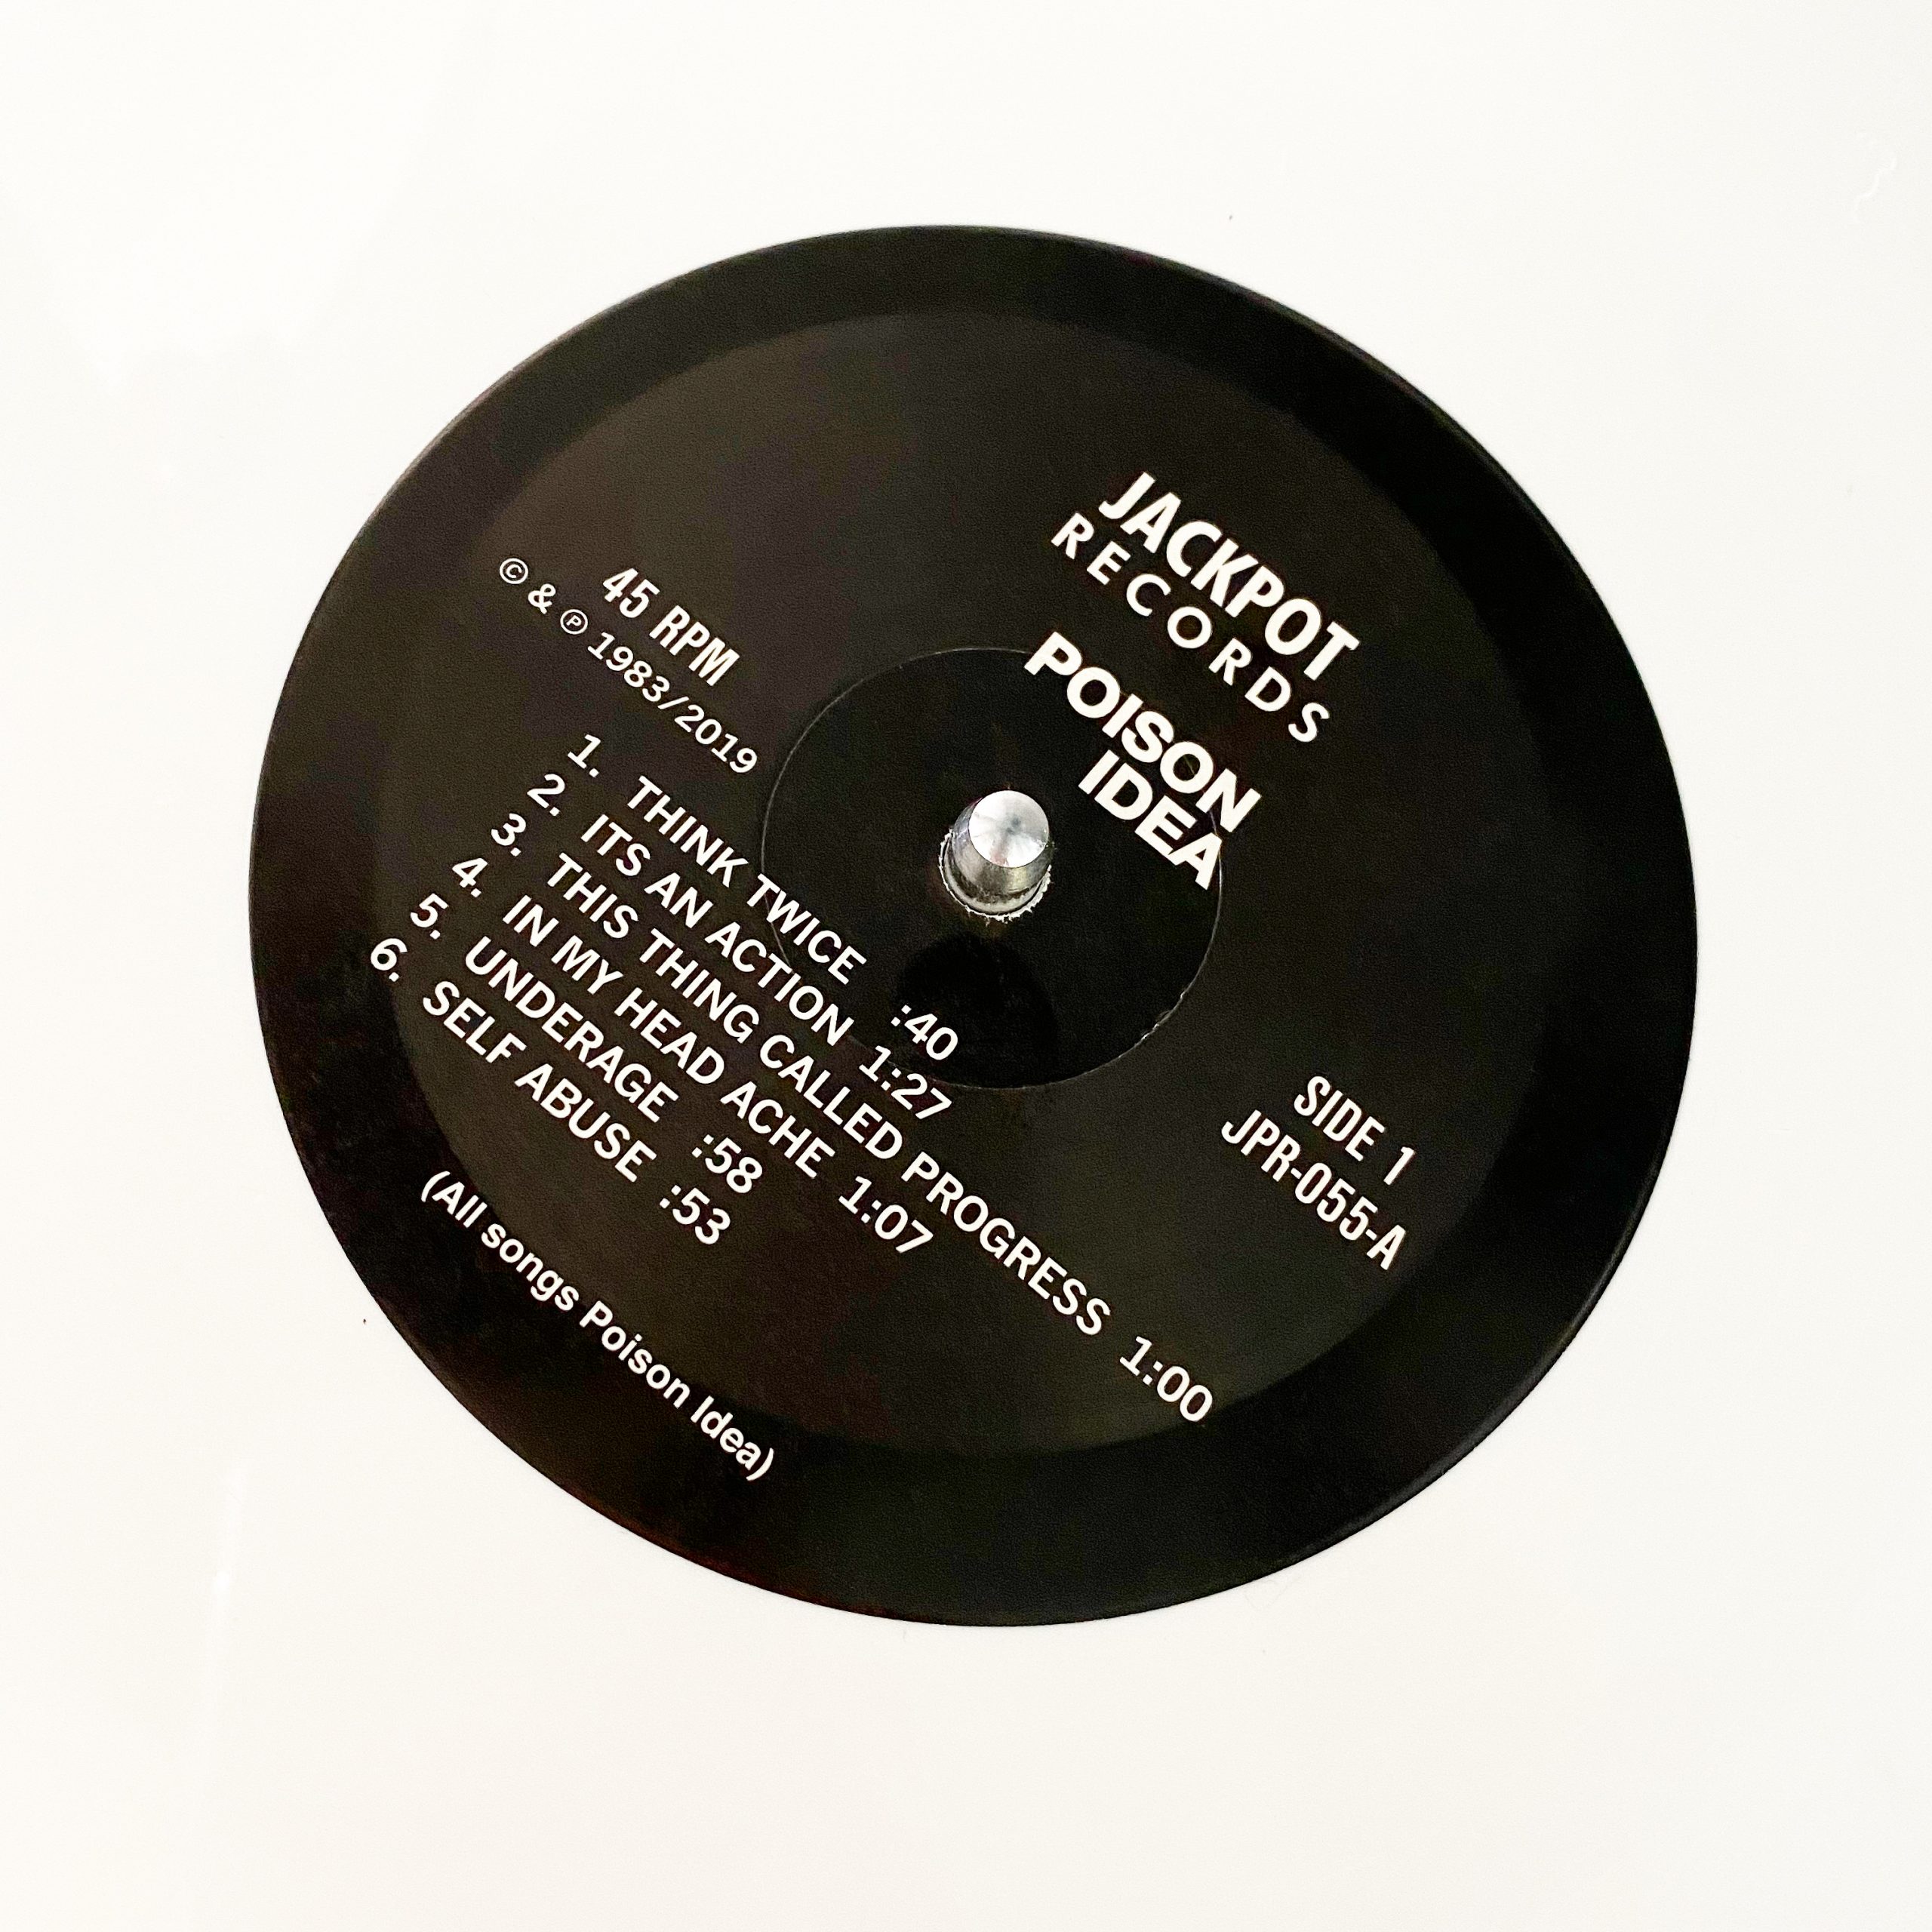 JACKPOT
RECORDS
POISON
IDEA
45 RPM
© & ℗ 1983/2019
SIDE 1
JPR-055-A
1. THINK TWICE :40
2. ITS AN ACTION 1:27
3. THIS THING CALLED PROGRESS 1:00
4. IN MY HEAD ACHE 1:07
5. UNDERAGE :58
6. SELF ABUSE :53
(All songs Poison Idea)